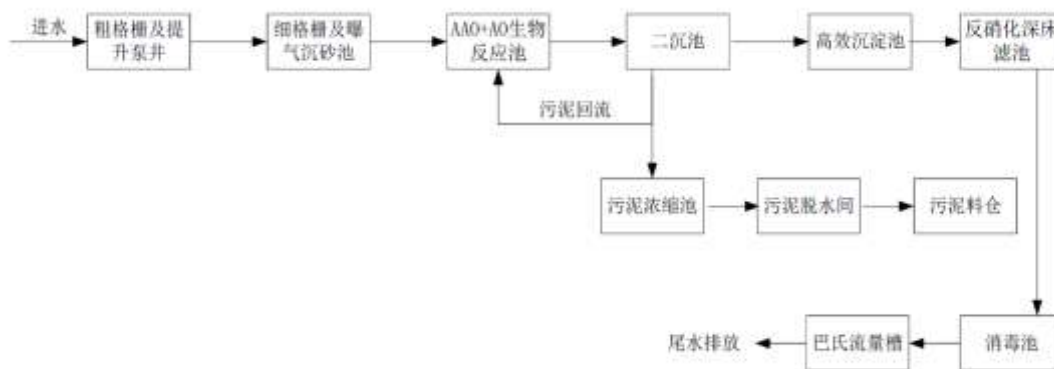 进水
粗格栅及提
升泵井
细格栅及曝
气沉砂池
AAO+AO生物
反应池
二沉池
高效沉淀池
反硝化深床
滤池
污泥回流
污泥浓缩池
污泥脱水间
污泥料仓
尾水排放
巴氏流量槽
消毒池